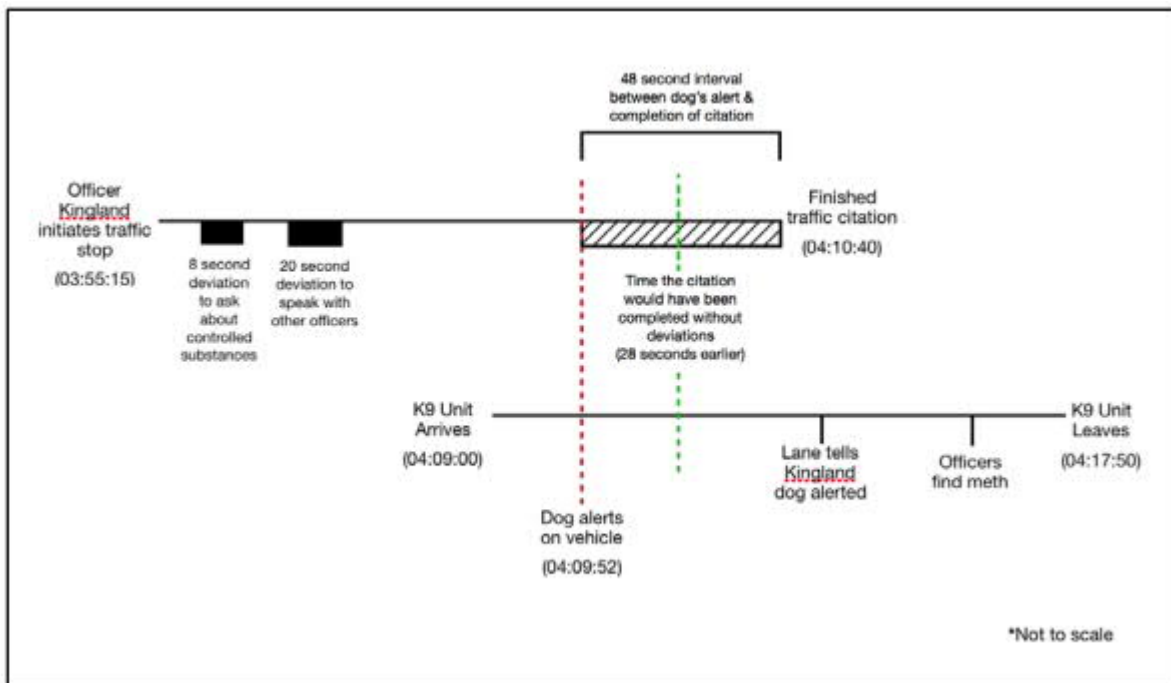 48 second interval
between dog's alert &
completion of citation
Officer
Kingland
initiates traffic
stop
(03:55:15)
8 second
deviation
to ask
about
controlled
substances
20 second
deviation to
speak with
other officers
Finished
traffic citation
(04:10:40)
Time the citation
would have been
completed without
deviations
(28 seconds earlier)
K9 Unit
Arrives
(04:09:00)
Dog alerts
on vehicle
(04:09:52)
Lane tells
Kingland
dog alerted
Officers
find meth
K9 Unit
Leaves
(04:17:50)
*Not to scale